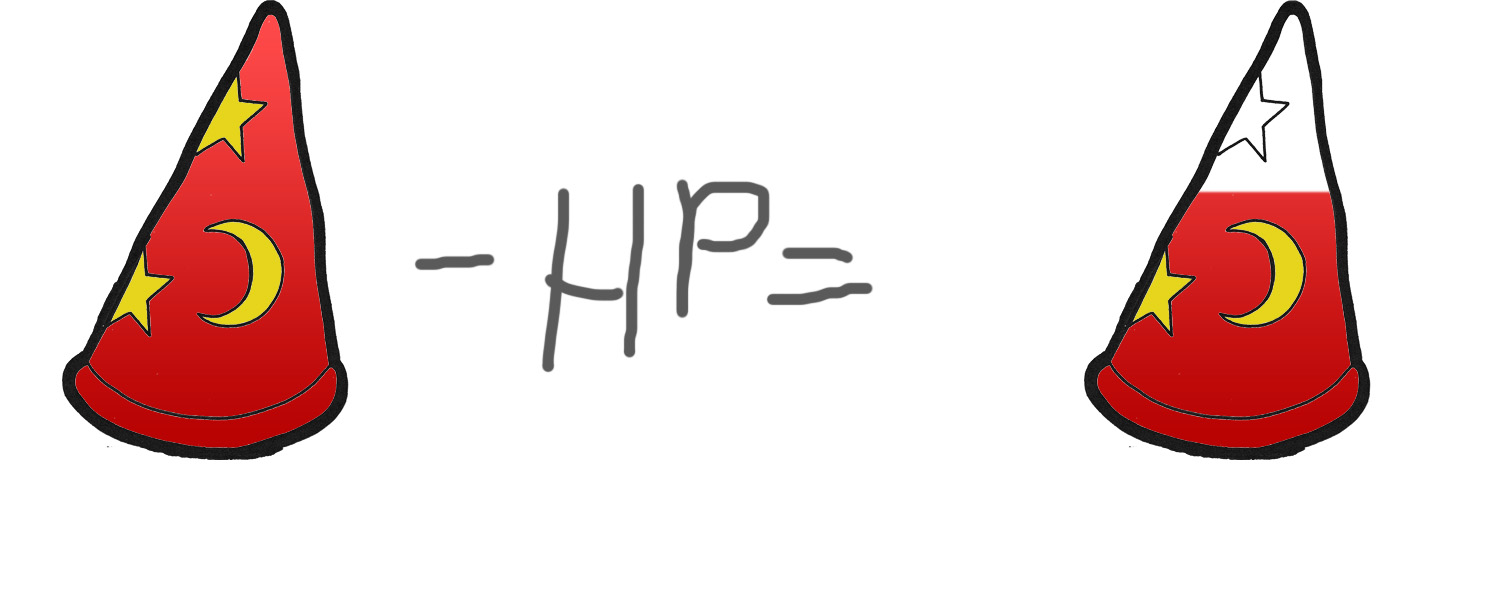 - HP =